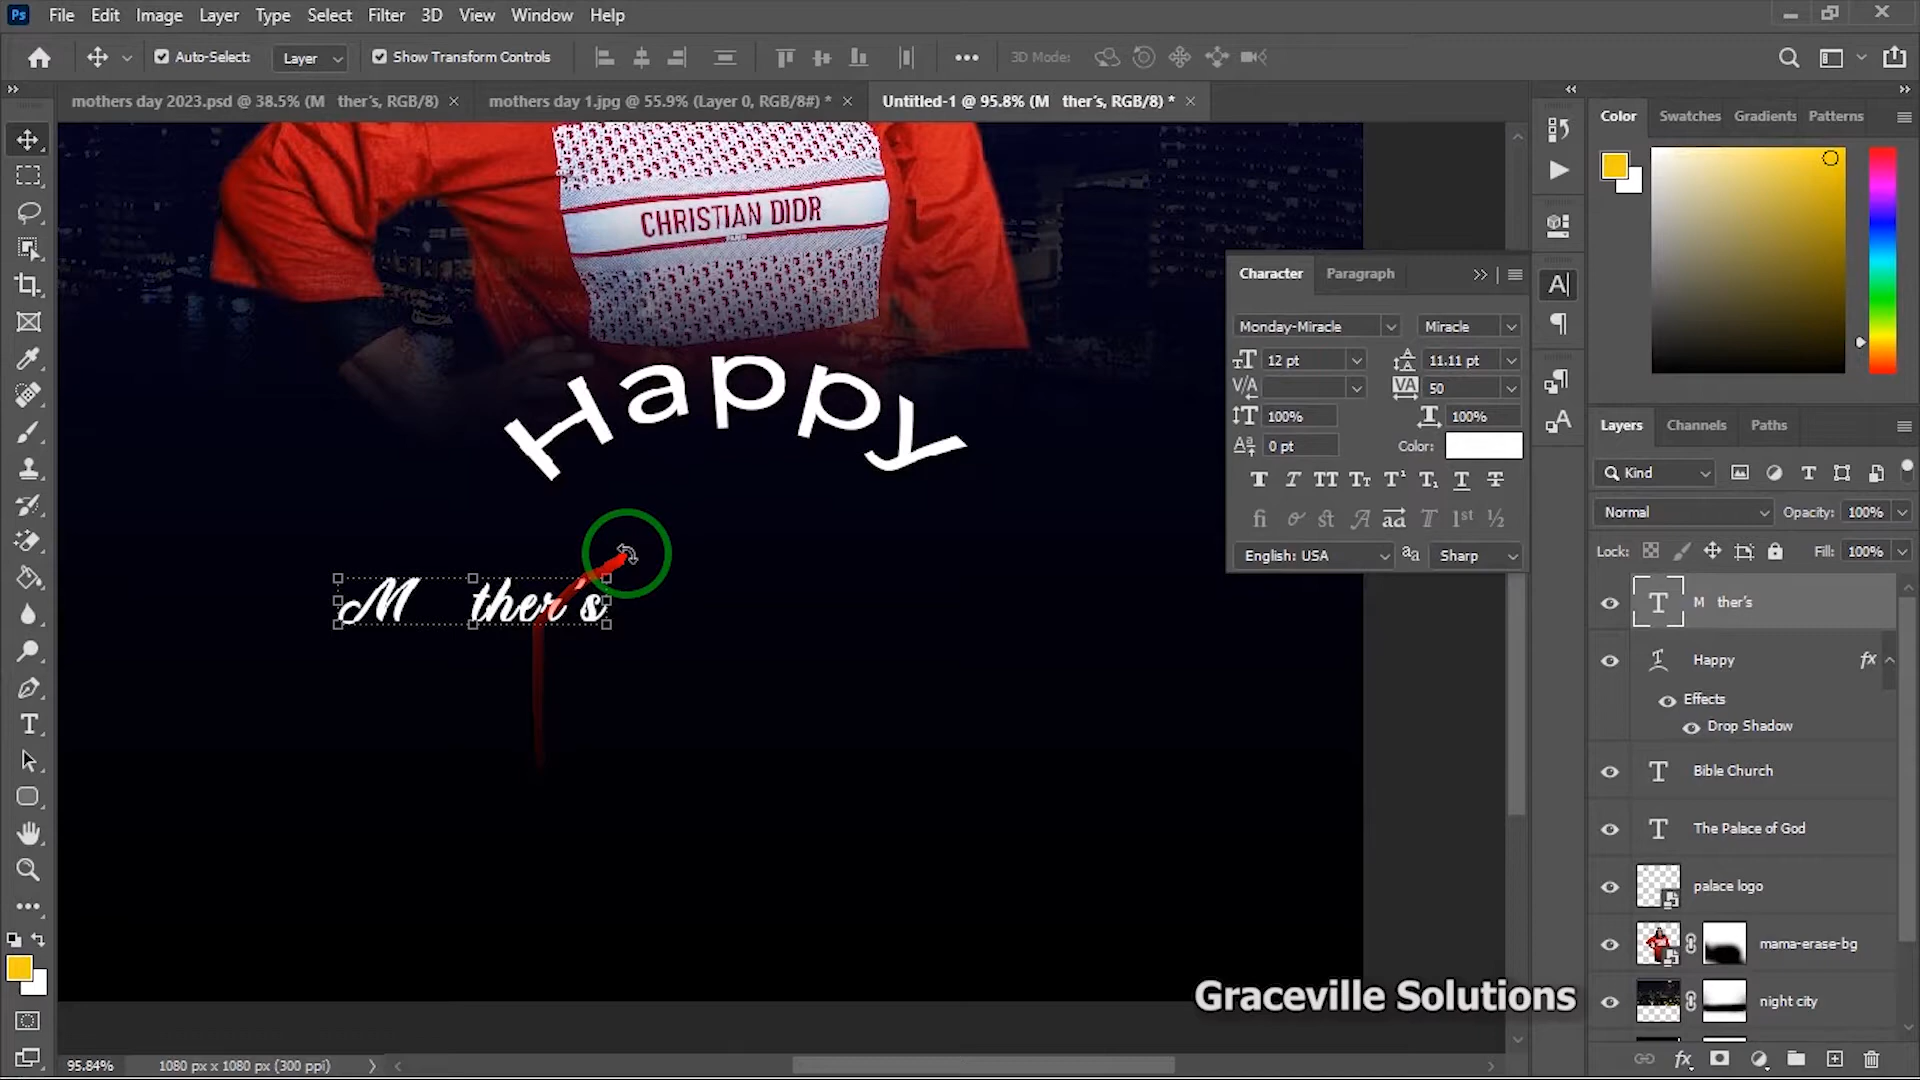 Ps File Edit Image Layer Type Select Filter 3D View Window Help
Auto-Select: Layer Show Transform Controls 3D Mode:
mothers day 2023.psd @ 38.5% (M ther's, RGB/8) mothers day 1.jpg @ 55.9% (Layer 0, RGB/8#) * Untitled-1 @ 95.8% (M ther's, RGB/8) *
Color Swatches Gradients Patterns
CHRISTIAN DIOR
Character Paragraph
Monday-Miracle Miracle
12 pt 11.11 pt
V/A VA 50
100% 100%
0 pt Color:
English: USA aa Sharp
Happy
M ther's
Layers Channels Paths
Kind
Normal Opacity: 100%
Lock: Fill: 100%
M ther's
Happy fx
Effects
Drop Shadow
Bible Church
The Palace of God
palace logo
mama-erase-bg
night city
Graceville Solutions
95.84% 1080 px x 1080 px (300 ppi)